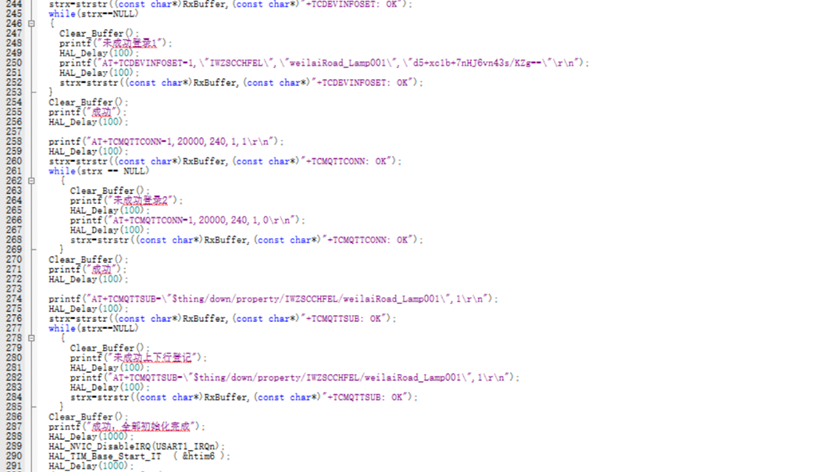 244 strx=strstr((const char*)RxBuffer,(const char*)"+TCDEVINFOSET: OK");
245 while(strx==NULL)
246 {
247 Clear_Buffer();
248 printf("未成功登录1");
249 HAL_Delay(100);
250 printf("AT+TCDEVINFOSET=1,\"IWZSCCHFEL\",\"weilaiRoad_Lamp001\",\"d5+xc1b+7nHJ6vn43s/KZg==\"\r\n");
251 HAL_Delay(100);
252 strx=strstr((const char*)RxBuffer,(const char*)"+TCDEVINFOSET: OK");
253 }
254 Clear_Buffer();
255 printf("成功");
256 HAL_Delay(100);
257
258 printf("AT+TCMQTTCONN=1,20000,240,1,1\r\n");
259 HAL_Delay(100);
260 strx=strstr((const char*)RxBuffer,(const char*)"+TCMQTTCONN: OK");
261 while(strx == NULL)
262 {
263 Clear_Buffer();
264 printf("未成功登录2");
265 HAL_Delay(100);
266 printf("AT+TCMQTTCONN=1,20000,240,1,0\r\n");
267 HAL_Delay(100);
268 strx=strstr((const char*)RxBuffer,(const char*)"+TCMQTTCONN: OK");
269 }
270 Clear_Buffer();
271 printf("成功");
272 HAL_Delay(100);
273
274 printf("AT+TCMQTTSUB=\"$thing/down/property/IWZSCCHFEL/weilaiRoad_Lamp001\",1\r\n");
275 HAL_Delay(100);
276 strx=strstr((const char*)RxBuffer,(const char*)"+TCMQTTSUB: OK");
277 while(strx==NULL)
278 {
279 Clear_Buffer();
280 printf("未成功上下行登记");
281 HAL_Delay(100);
282 printf("AT+TCMQTTSUB=\"$thing/down/property/IWZSCCHFEL/weilaiRoad_Lamp001\",1\r\n");
283 HAL_Delay(100);
284 strx=strstr((const char*)RxBuffer,(const char*)"+TCMQTTSUB: OK");
285 }
286 Clear_Buffer();
287 printf("成功，全部初始化完成");
288 HAL_Delay(1000);
289 HAL_NVIC_DisableIRQ(USART1_IRQn);
290 HAL_TIM_Base_Start_IT ( &htim6 );
291 HAL_Delay(1000);